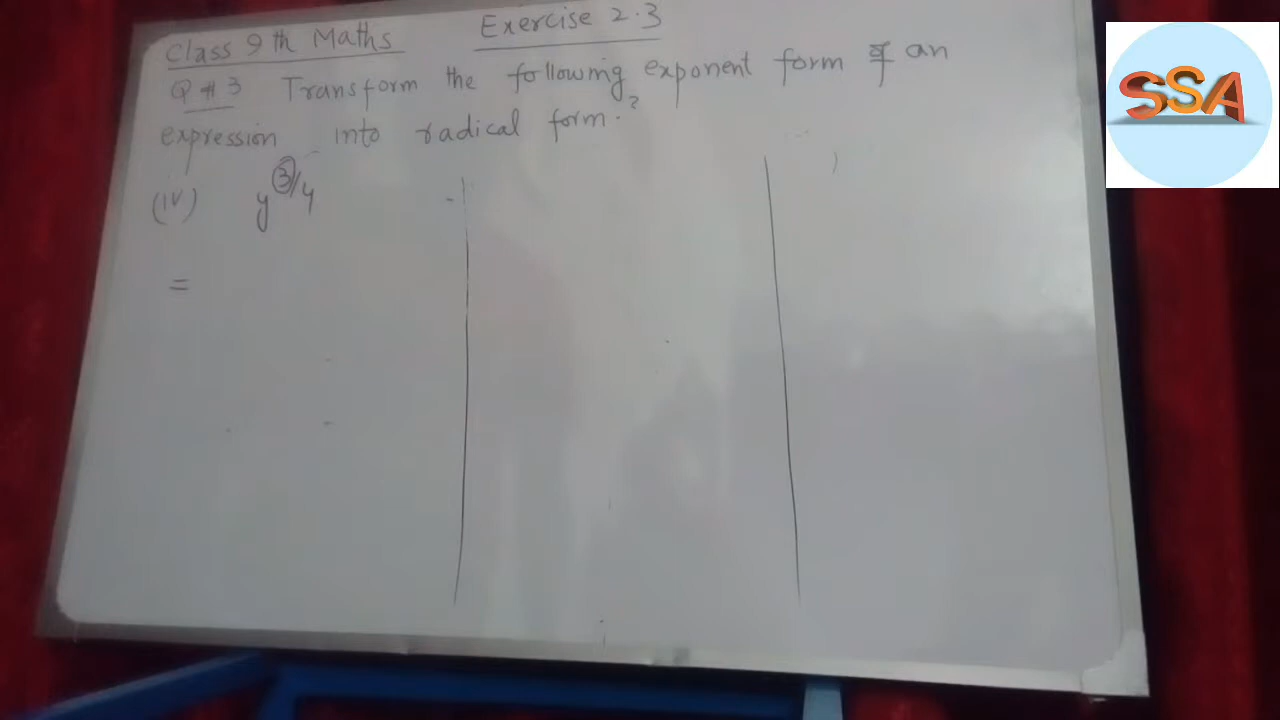 Class 9th Maths Exercise 2.3
Q # 3 Transform the following exponent form of an
expression into radical form.?
(iv) y^3/4
=
SSA